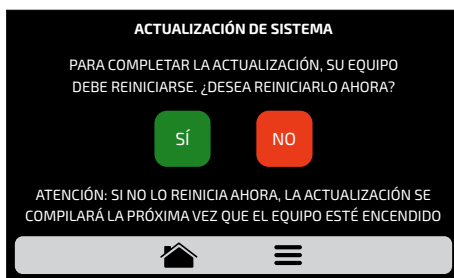 ACTUALIZACIÓN DE SISTEMA
PARA COMPLETAR LA ACTUALIZACIÓN, SU EQUIPO
DEBE REINICIARSE. ¿DESEA REINICIARLO AHORA?
SÍ
NO
ATENCIÓN: SI NO LO REINICIA AHORA, LA ACTUALIZACIÓN SE
COMPILARÁ LA PRÓXIMA VEZ QUE EL EQUIPO ESTÉ ENCENDIDO